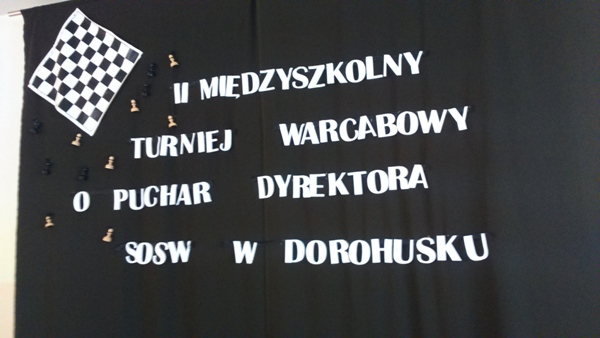 II MIĘDZYSZKOLNY
TURNIEJ WARCABOWY
O PUCHAR DYREKTORA
SOSW W DOROHUSKU